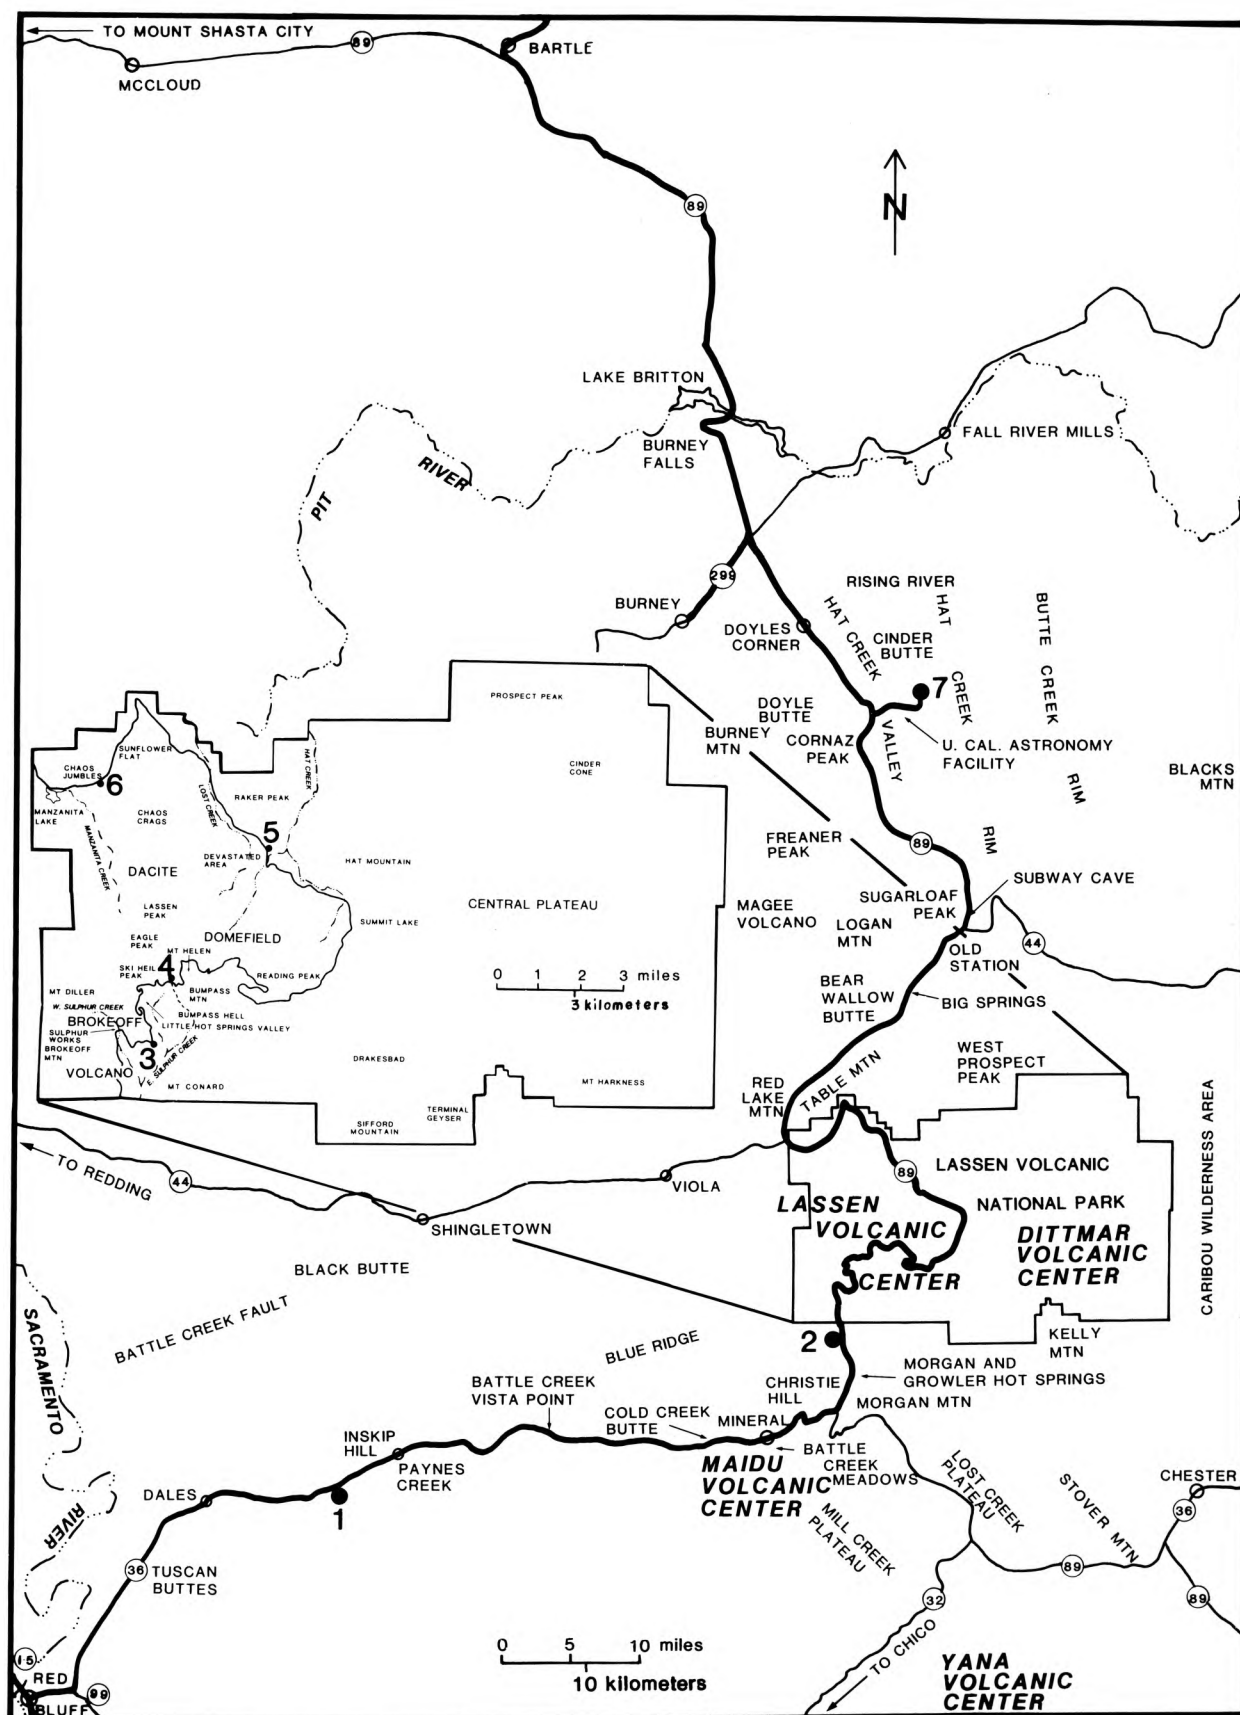 TO MOUNT SHASTA CITY
89
BARTLE
MCCLOUD
89
N
LAKE BRITTON
FALL RIVER MILLS
BURNEY
FALLS
PIT
RIVER
299
RISING RIVER
BURNEY
DOYLES
CORNER
HAT CREEK
VALLEY
CINDER
BUTTE
HAT
CREEK
RIM
BUTTE
CREEK
RIM
7
DOYLE
BUTTE
BURNEY
MTN
CORNAZ
PEAK
U. CAL. ASTRONOMY
FACILITY
BLACKS
MTN
PROSPECT PEAK
SUNFLOWER
FLAT
CHAOS
JUMBLES
6
CINDER
CONE
HAT CREEK
LOST CREEK
RAKER PEAK
MANZANITA
LAKE
CHAOS
CRAGS
MANZANITA CREEK
5
DEVASTATED
AREA
HAT MOUNTAIN
DACITE
LASSEN
PEAK
CENTRAL PLATEAU
SUMMIT LAKE
EAGLE
PEAK
DOMEFIELD
MT HELEN
SKI HEIL
PEAK
4
READING PEAK
MT DILLER
BUMPASS
MTN
W. SULPHUR CREEK
BUMPASS HELL
BROKEOFF
LITTLE HOT SPRINGS VALLEY
SULPHUR
WORKS
BROKEOFF
MTN
3
E. SULPHUR CREEK
VOLCANO
MT CONARD
DRAKESBAD
MT HARKNESS
TERMINAL
GEYSER
SIFFORD
MOUNTAIN
0 1 2 3 miles
3 kilometers
FREANER
PEAK
89
SUBWAY CAVE
SUGARLOAF
PEAK
MAGEE
VOLCANO
LOGAN
MTN
44
OLD
STATION
BEAR
WALLOW
BUTTE
BIG SPRINGS
WEST
PROSPECT
PEAK
TABLE MTN
RED
LAKE
MTN
CARIBOU WILDERNESS AREA
TO REDDING
44
VIOLA
89
LASSEN VOLCANIC
NATIONAL PARK
SHINGLETOWN
LASSEN
VOLCANIC
CENTER
DITTMAR
VOLCANIC
CENTER
BLACK BUTTE
BATTLE CREEK FAULT
SACRAMENTO
RIVER
2
KELLY
MTN
BLUE RIDGE
MORGAN AND
GROWLER HOT SPRINGS
CHRISTIE
HILL
MORGAN MTN
BATTLE CREEK
VISTA POINT
COLD CREEK
BUTTE
MINERAL
INSKIP
HILL
BATTLE
CREEK
MEADOWS
PAYNES
CREEK
MAIDU
VOLCANIC
CENTER
LOST CREEK
PLATEAU
STOVER MTN
CHESTER
DALES
1
MILL CREEK
PLATEAU
36
36
TUSCAN
BUTTES
89
32
89
TO CHICO
0 5 10 miles
10 kilometers
YANA
VOLCANIC
CENTER
I5
RED
BLUFF
99